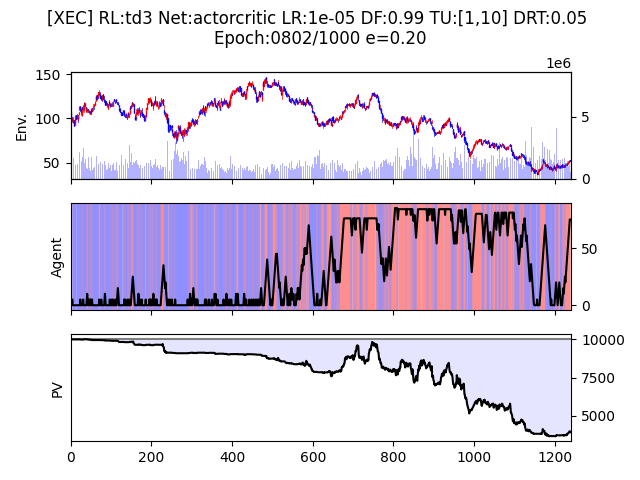 [XEC] RL:td3 Net:actorcritic LR:1e-05 DF:0.99 TU:[1,10] DRT:0.05
Epoch:0802/1000 e=0.20
1e6
150
100
50
Env.
5
0
Agent
50
0
PV
10000
7500
5000
0
200
400
600
800
1000
1200